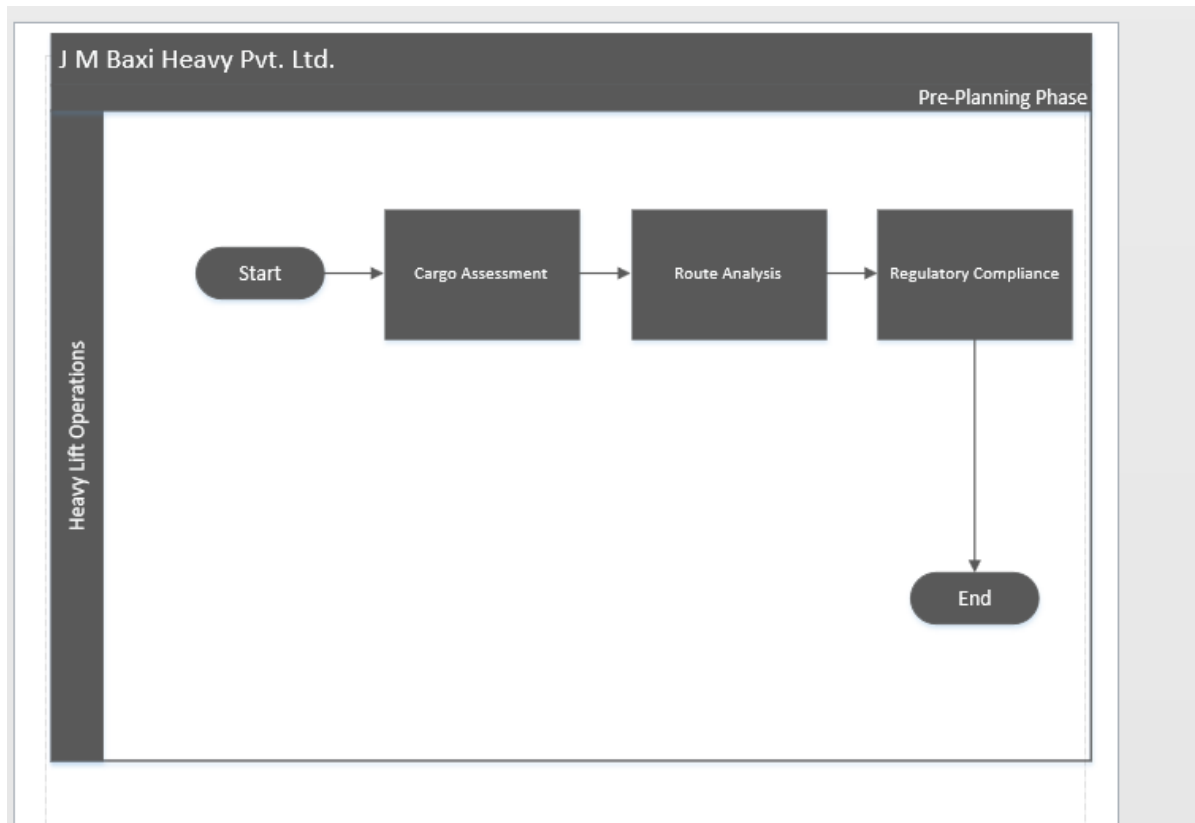 J M Baxi Heavy Pvt. Ltd.
Pre-Planning Phase
Heavy Lift Operations
Start
Cargo Assessment
Route Analysis
Regulatory Compliance
End